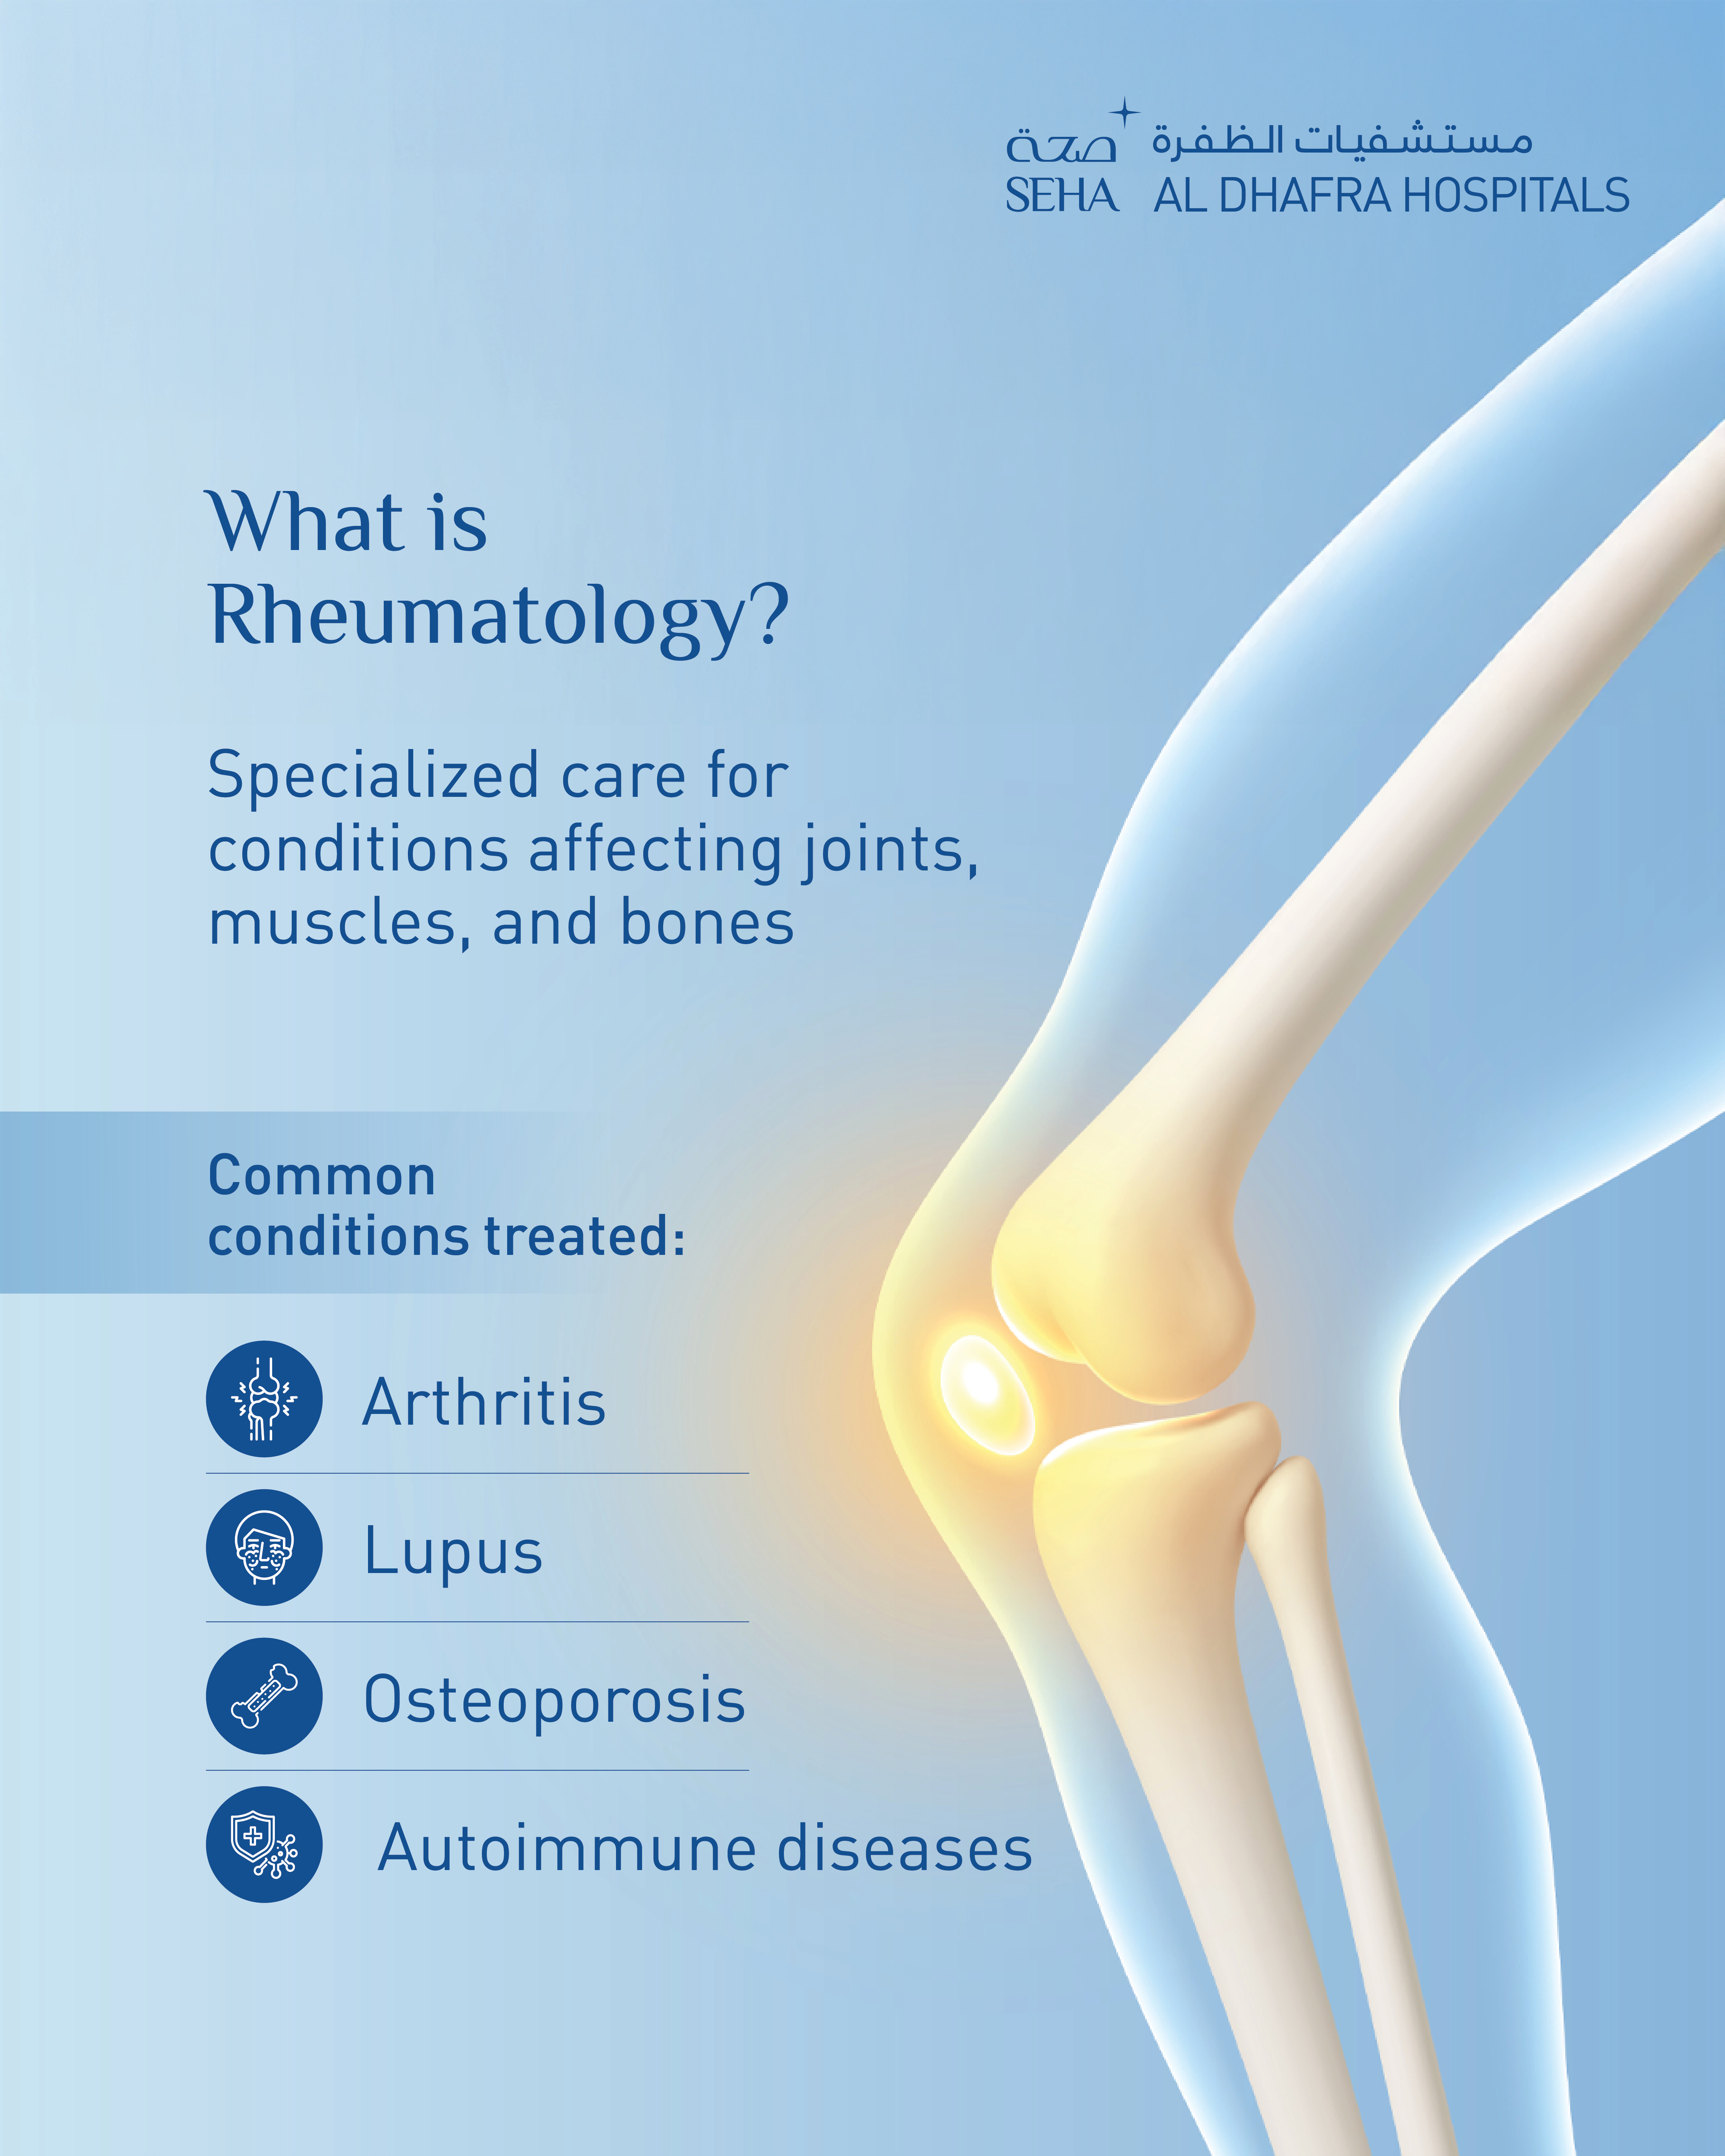 صحة
مستشفيات الظفرة
SEHA
AL DHAFRA HOSPITALS
What is
Rheumatology?
Specialized care for
conditions affecting joints,
muscles, and bones
Common
conditions treated:
Arthritis
Lupus
Osteoporosis
Autoimmune diseases